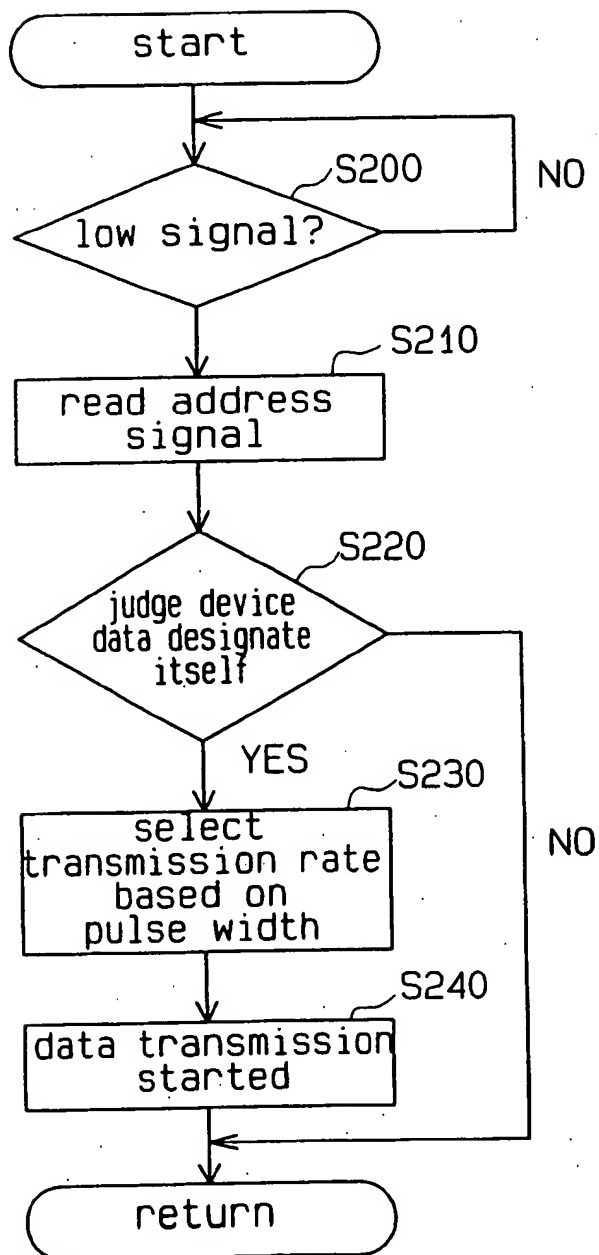 start
S200
NO
low signal?
S210
read address
signal
S220
judge device
data designate
itself
YES
S230
select
transmission rate
based on
pulse width
NO
S240
data transmission
started
return